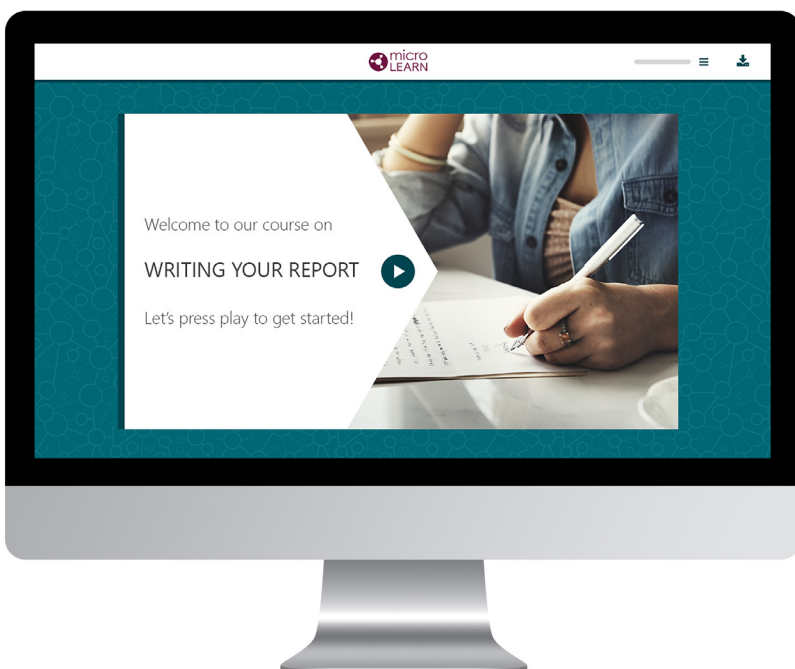 micro
LEARN
Welcome to our course on
WRITING YOUR REPORT
Let's press play to get started!